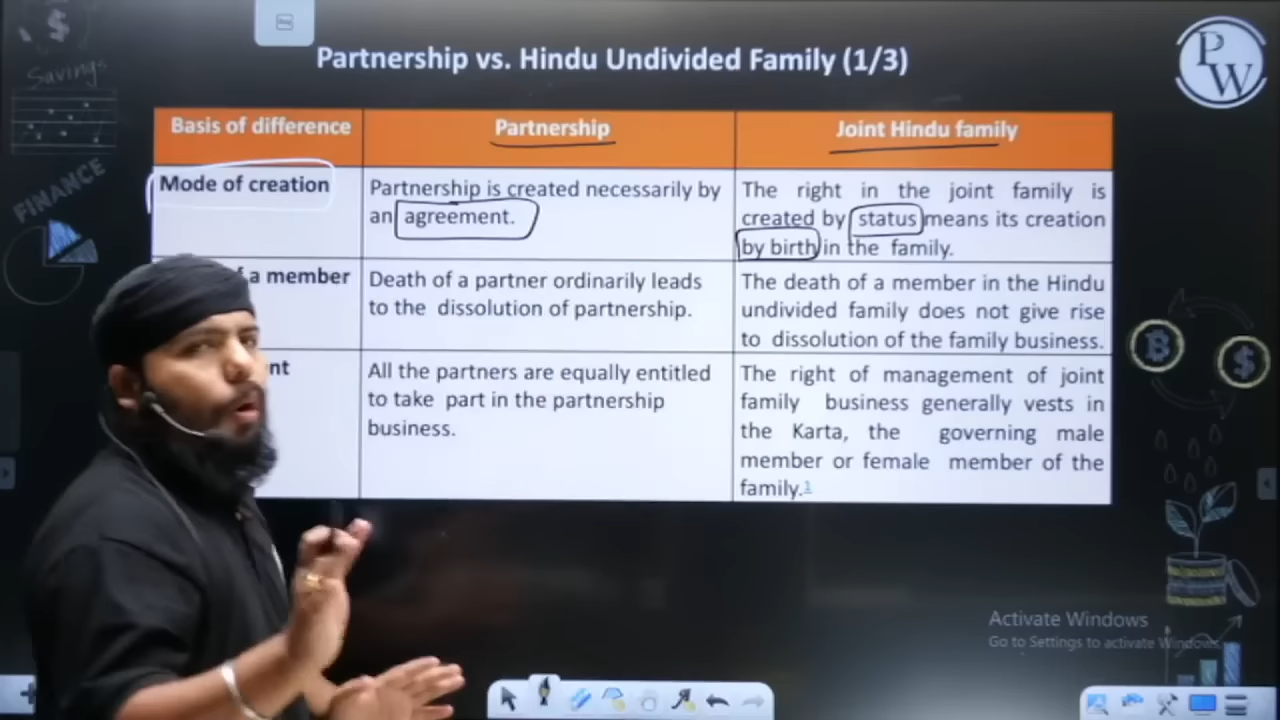 Savings
FINANCE
Partnership vs. Hindu Undivided Family (1/3)
P
W
Basis of difference
Partnership
Joint Hindu family
Mode of creation
Partnership is created necessarily by
an agreement.
The right in the joint family is
created by status means its creation
by birth in the family.
a member
Death of a partner ordinarily leads
to the dissolution of partnership.
The death of a member in the Hindu
undivided family does not give rise
to dissolution of the family business.
nt
All the partners are equally entitled
to take part in the partnership
business.
The right of management of joint
family business generally vests in
the Karta, the governing male
member or female member of the
family.1
Activate Windows
Go to Settings to activate Windows.